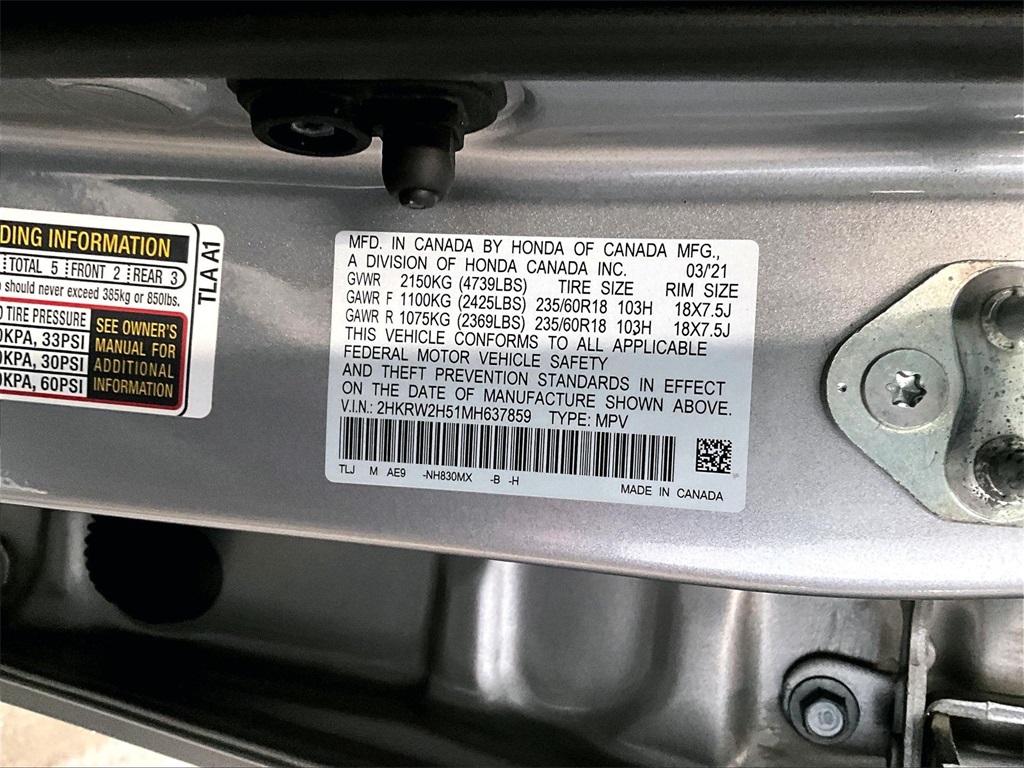 DING INFORMATION
TOTAL 5 FRONT 2 REAR 3
should never exceed 385kg or 850lbs.
TIRE PRESSURE
KPA, 33PSI
KPA, 30PSI
KPA, 60PSI
SEE OWNER'S
MANUAL FOR
ADDITIONAL
INFORMATION
TLA A1
MFD. IN CANADA BY HONDA OF CANADA MFG.,
A DIVISION OF HONDA CANADA INC. 03/'21
GVWR 2150KG (4739LBS) TIRE SIZE RIM SIZE
GAWR F 1100KG (2425LBS) 235/60R18 103H 18X7.5J
GAWR R 1075KG (2369LBS) 235/60R18 103H 18X7.5J
THIS VEHICLE CONFORMS TO ALL APPLICABLE
FEDERAL MOTOR VEHICLE SAFETY
AND THEFT PREVENTION STANDARDS IN EFFECT
ON THE DATE OF MANUFACTURE SHOWN ABOVE.
V.I.N.: 2HKRW2H51MH637859 TYPE: MPV
TLJ M AE9 -NH830MX -B -H
MADE IN CANADA